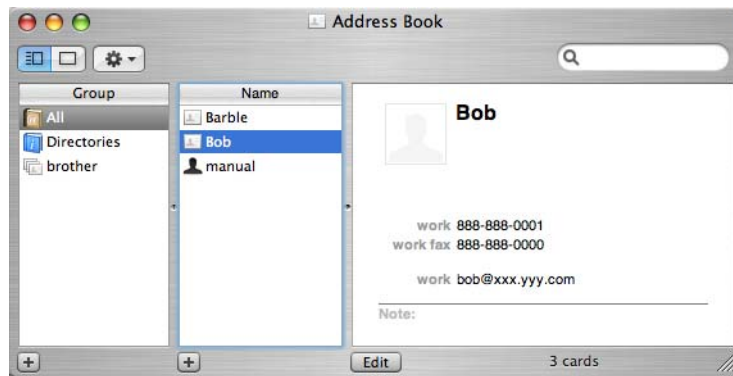 Address Book
Group
All
Directories
brother
Name
Barble
Bob
manual
Bob
work 888-888-0001
work fax 888-888-0000
work bob@xxx.yyy.com
Note:
Edit
3 cards